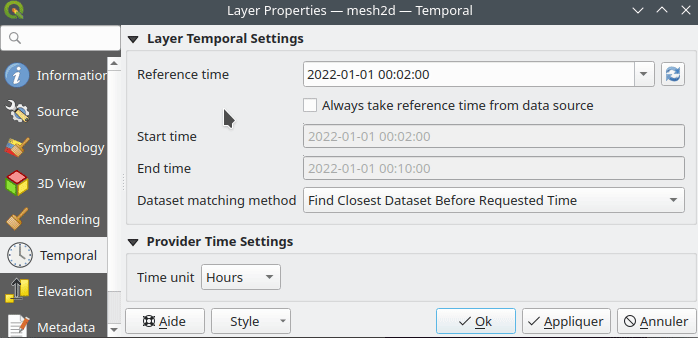 Layer Properties — mesh2d — Temporal
Information
Source
Symbology
3D View
Rendering
Temporal
Elevation
Metadata
Layer Temporal Settings
Reference time 2022-01-01 00:02:00
Always take reference time from data source
Start time 2022-01-01 00:02:00
End time 2022-01-01 00:10:00
Dataset matching method Find Closest Dataset Before Requested Time
Provider Time Settings
Time unit Hours
Aide Style Ok Appliquer Annuler